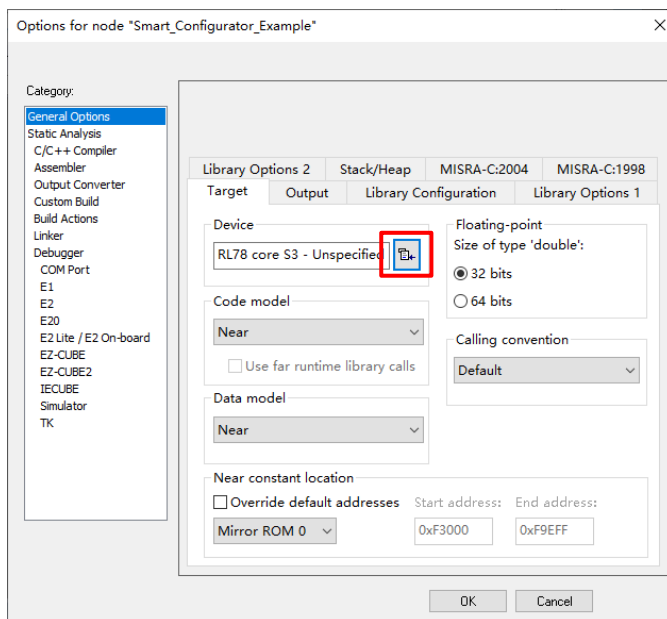 Options for node "Smart_Configurator_Example"
Category:
General Options
Static Analysis
C/C++ Compiler
Assembler
Output Converter
Custom Build
Build Actions
Linker
Debugger
COM Port
E1
E2
E20
E2 Lite / E2 On-board
EZ-CUBE
EZ-CUBE2
IECUBE
Simulator
TK
Library Options 2 Stack/Heap MISRA-C:2004 MISRA-C:1998
Target Output Library Configuration Library Options 1
Device
RL78 core S3 - Unspecified
Floating-point
Size of type 'double':
32 bits
64 bits
Code model
Near
Use far runtime library calls
Calling convention
Default
Data model
Near
Near constant location
Override default addresses Start address: End address:
Mirror ROM 0 0xF3000 0xF9EFF
OK Cancel